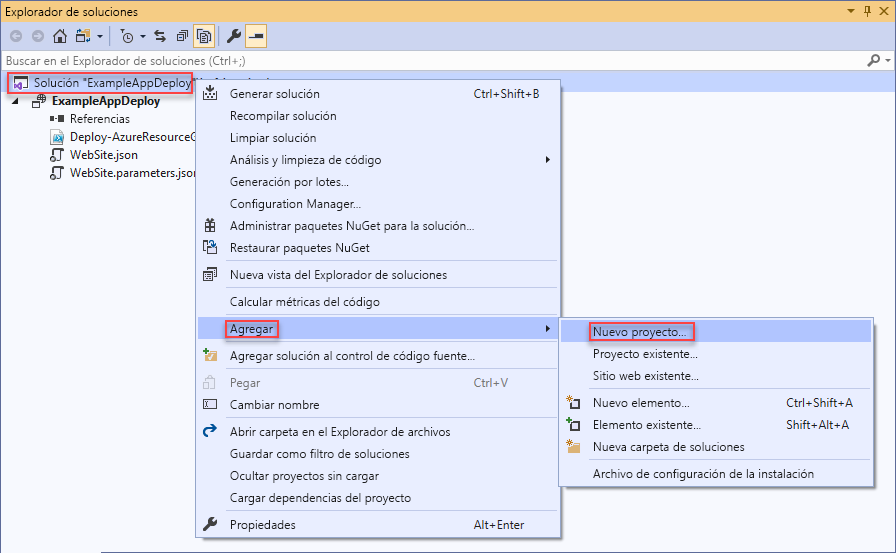 Explorador de soluciones
Buscar en el Explorador de soluciones (Ctrl+;)
Solución "ExampleAppDeploy"
ExampleAppDeploy
Referencias
Deploy-AzureResourceG
WebSite.json
WebSite.parameters.json
Generar solución Ctrl+Shift+B
Recompilar solución
Limpiar solución
Análisis y limpieza de código
Generación por lotes...
Configuration Manager...
Administrar paquetes NuGet para la solución...
Restaurar paquetes NuGet
Nueva vista del Explorador de soluciones
Calcular métricas del código
Agregar
Agregar solución al control de código fuente...
Pegar Ctrl+V
Cambiar nombre
Abrir carpeta en el Explorador de archivos
Guardar como filtro de soluciones
Ocultar proyectos sin cargar
Cargar dependencias del proyecto
Propiedades Alt+Enter
Nuevo proyecto...
Proyecto existente...
Sitio web existente...
Nuevo elemento... Ctrl+Shift+A
Elemento existente... Shift+Alt+A
Nueva carpeta de soluciones
Archivo de configuración de la instalación